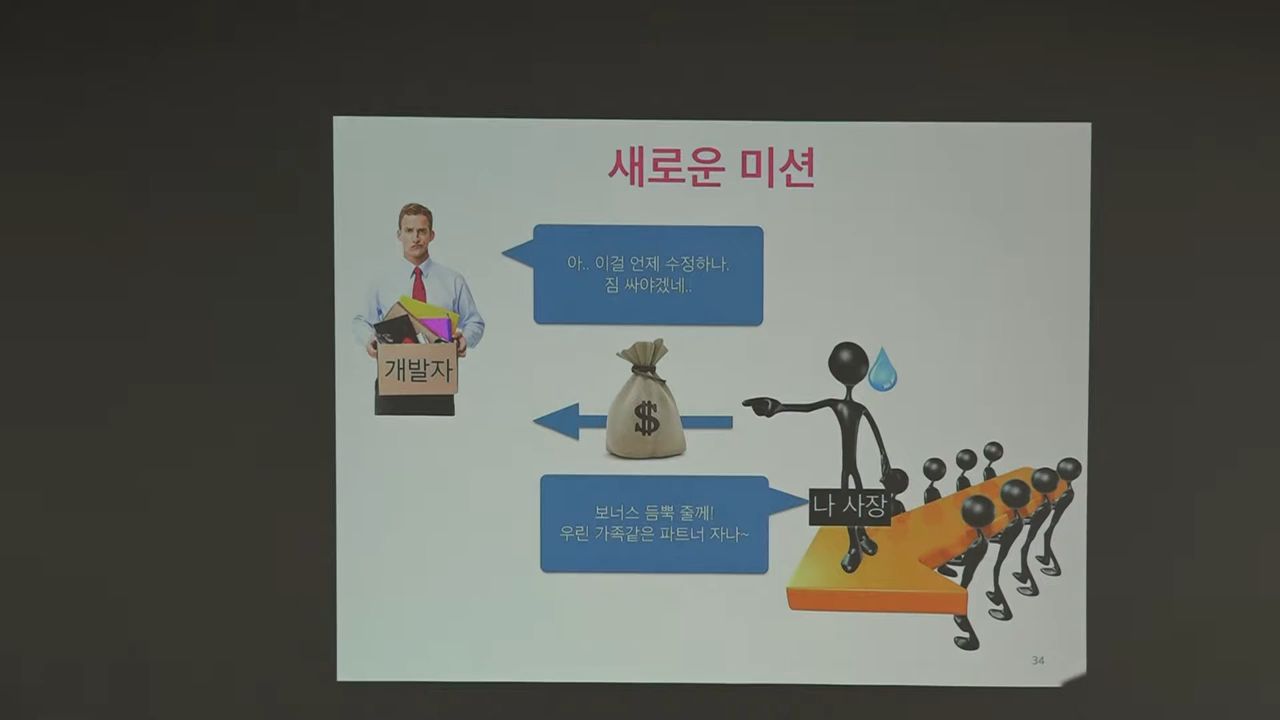 새로운 미션
아.. 이걸 언제 수정하나.
짐 싸야겠네..
개발자
$
나 사장
보너스 듬뿍 줄께!
우린 가족같은 파트너 자나~
34